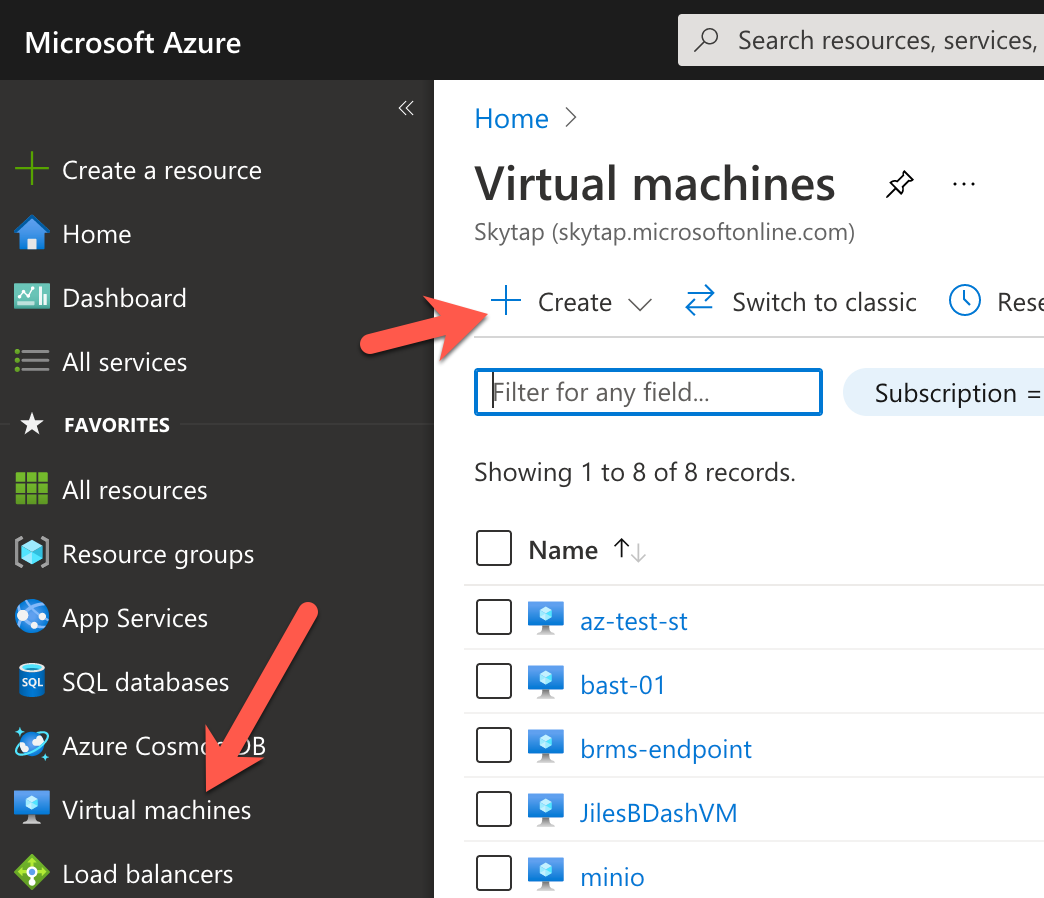 Microsoft Azure
Search resources, services,
Create a resource
Home
Dashboard
All services
FAVORITES
All resources
Resource groups
App Services
SQL
SQL databases
Azure Cosmos DB
Virtual machines
Load balancers
Home
Virtual machines
Skytap (skytap.microsoftonline.com)
Create
Switch to classic
Rese
Filter for any field...
Subscription =
Showing 1 to 8 of 8 records.
Name
az-test-st
bast-01
brms-endpoint
JilesBDashVM
minio